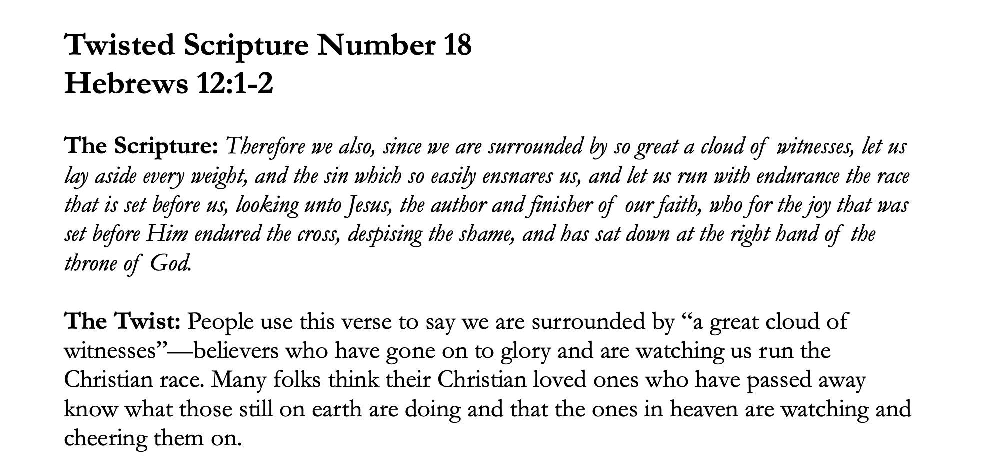 Twisted Scripture Number 18
Hebrews 12:1-2
The Scripture: Therefore we also, since we are surrounded by so great a cloud of witnesses, let us
lay aside every weight, and the sin which so easily ensnares us, and let us run with endurance the race
that is set before us, looking unto Jesus, the author and finisher of our faith, who for the joy that was
set before Him endured the cross, despising the shame, and has sat down at the right hand of the
throne of God.
The Twist: People use this verse to say we are surrounded by “a great cloud of
witnesses”—believers who have gone on to glory and are watching us run the
Christian race. Many folks think their Christian loved ones who have passed away
know what those still on earth are doing and that the ones in heaven are watching and
cheering them on.